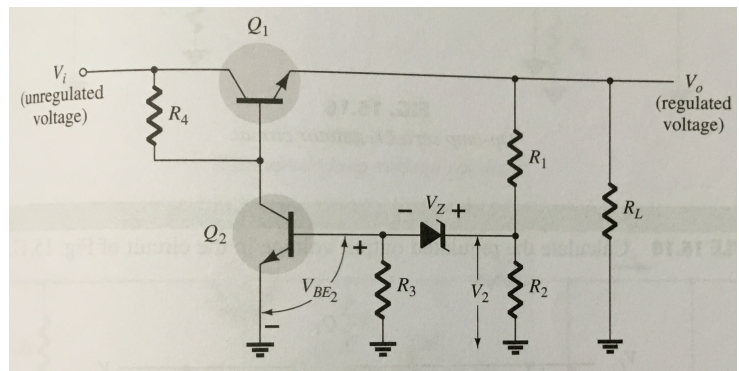 Q1
Vi
(unregulated
voltage)
R4
Vo
(regulated
voltage)
R1
VZ +
RL
Q2
+
VBE2
R3
V2
R2
−